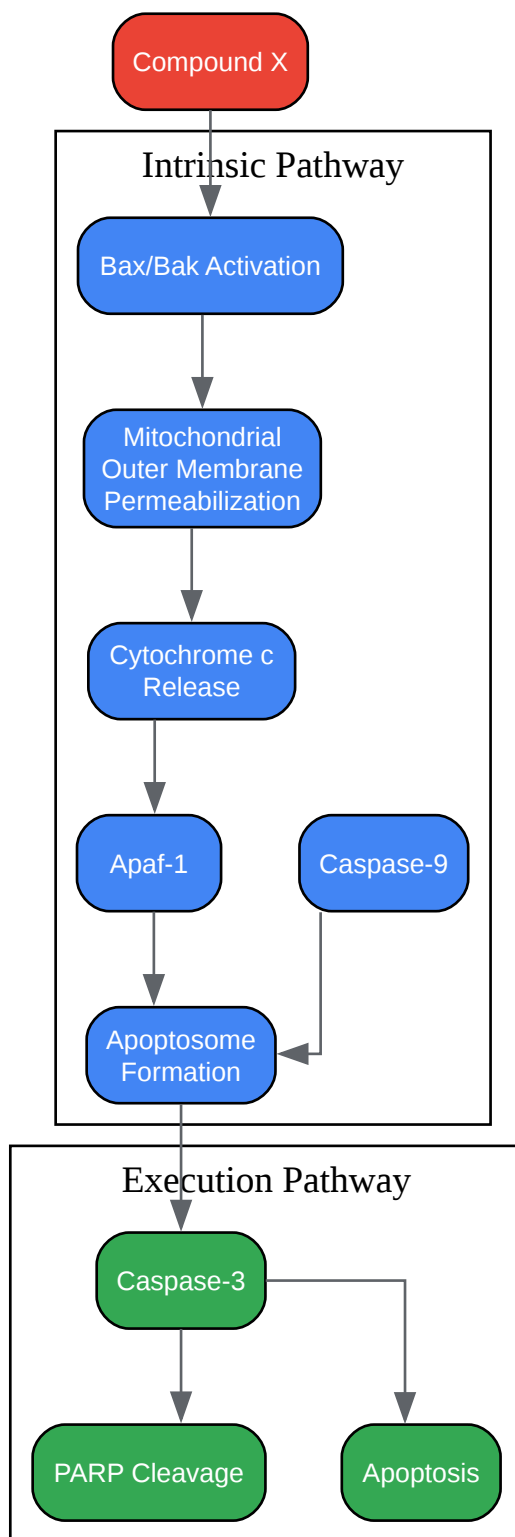 Compound X
Intrinsic Pathway
Bax/Bak Activation
Mitochondrial
Outer Membrane
Permeabilization
Cytochrome c
Release
Apaf-1
Caspase-9
Apoptosome
Formation
Execution Pathway
Caspase-3
PARP Cleavage
Apoptosis